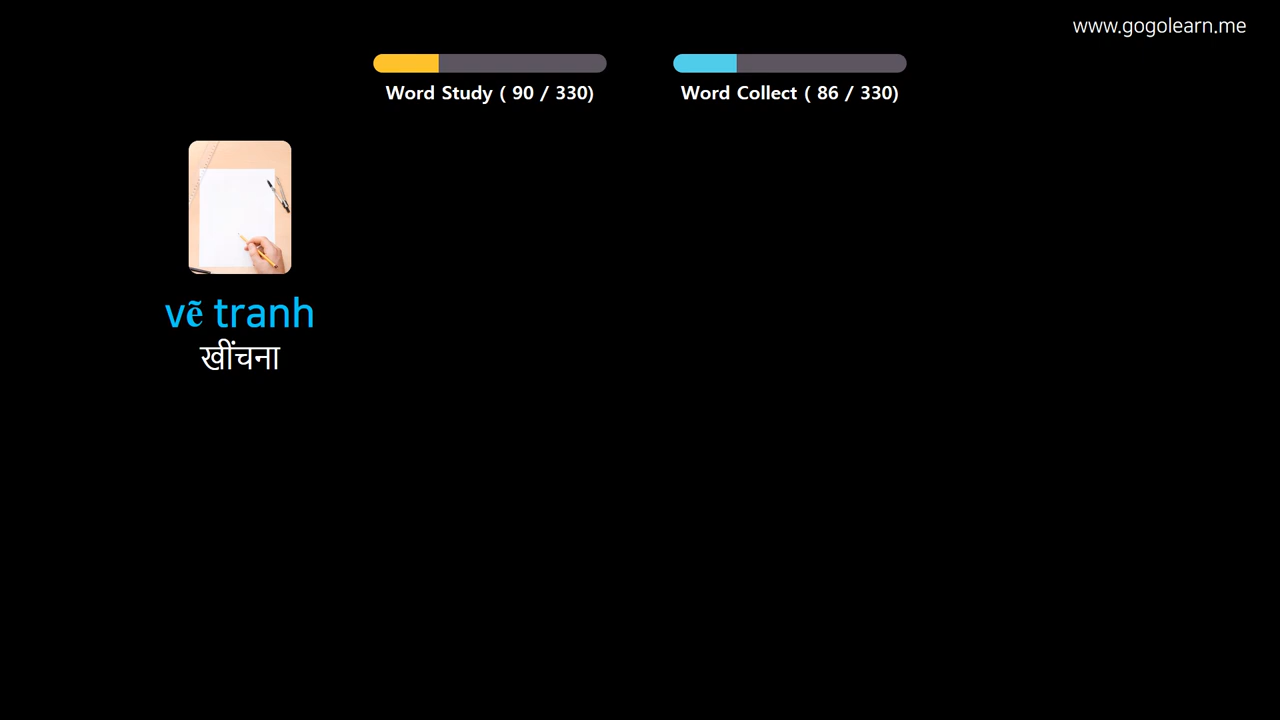 www.gogolearn.me
Word Study ( 90 / 330)
Word Collect ( 86 / 330)
vẽ tranh
खींचना